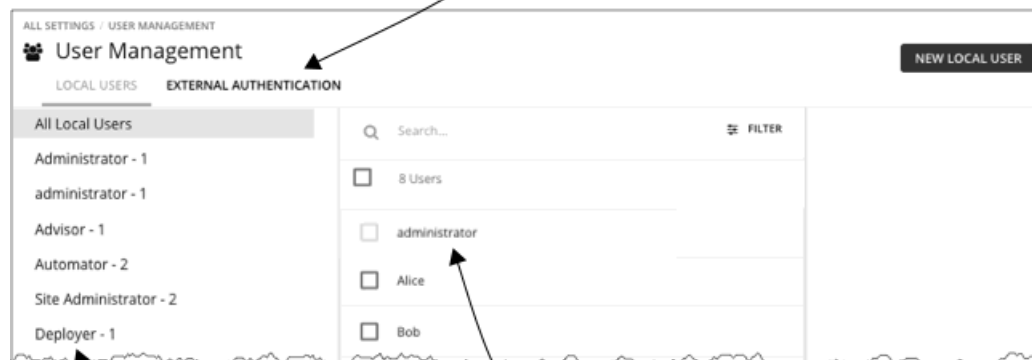 ALL SETTINGS / USER MANAGEMENT
User Management
NEW LOCAL USER
LOCAL USERS EXTERNAL AUTHENTICATION
All Local Users
Administrator - 1
administrator - 1
Advisor - 1
Automator - 2
Site Administrator - 2
Deployer - 1
Search...
FILTER
8 Users
administrator
Alice
Bob